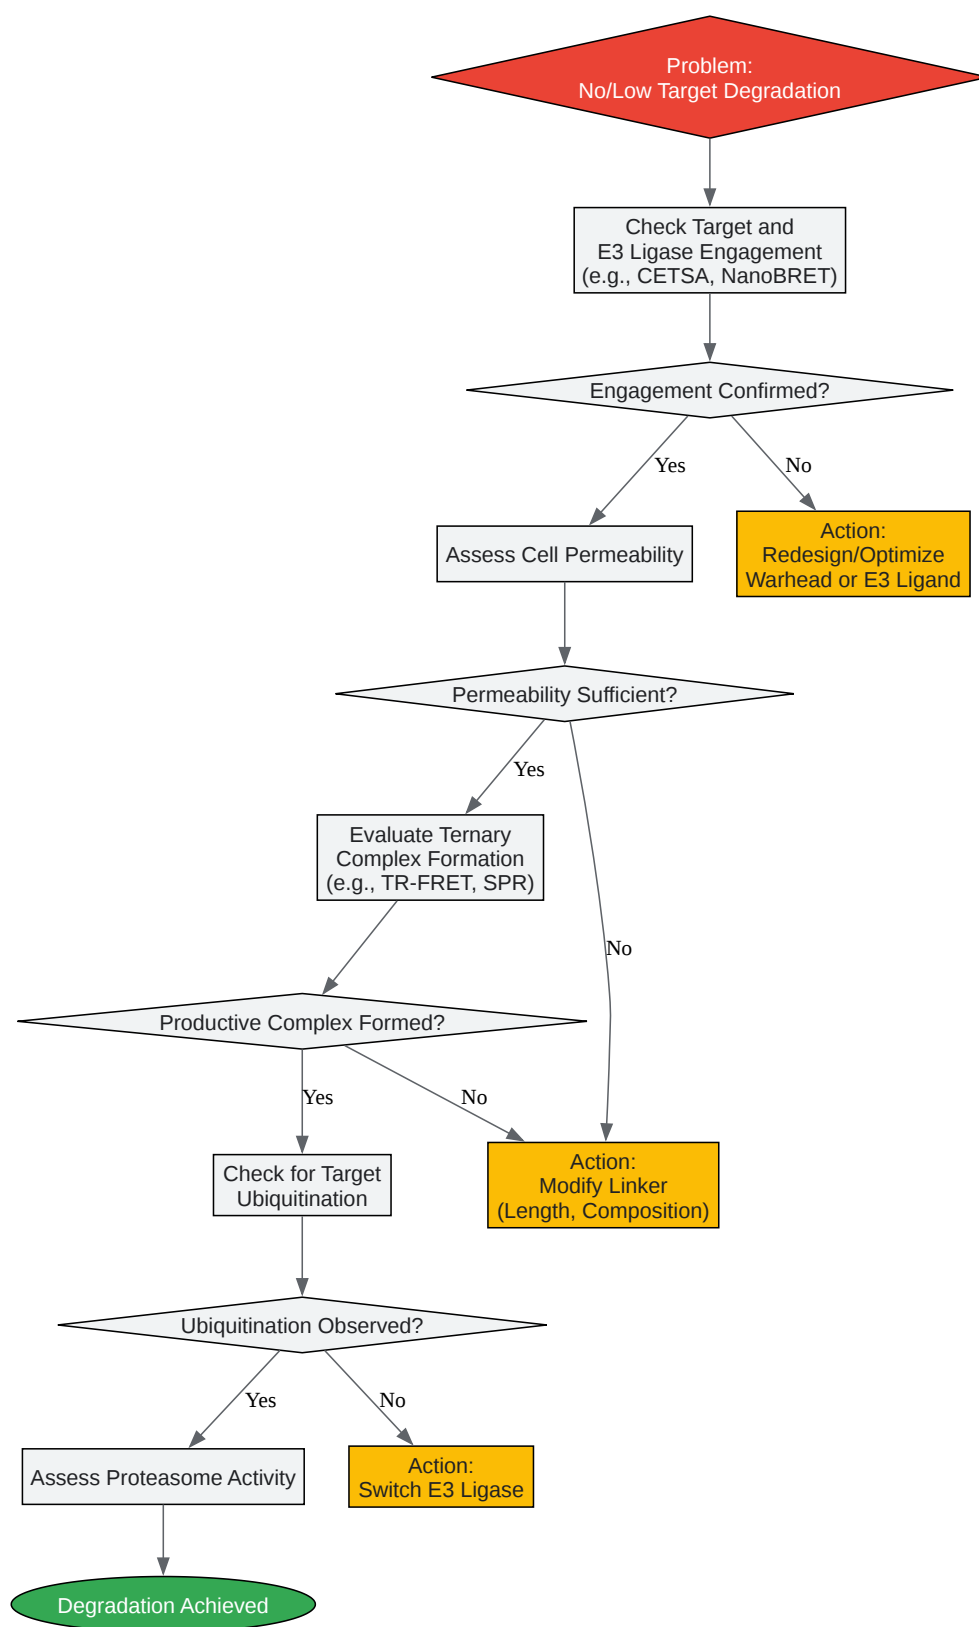 Problem:
No/Low Target Degradation
Check Target and
E3 Ligase Engagement
(e.g., CETSA, NanoBRET)
Engagement Confirmed?
Yes
No
Assess Cell Permeability
Action:
Redesign/Optimize
Warhead or E3 Ligand
Permeability Sufficient?
Yes
Evaluate Ternary
Complex Formation
(e.g., TR-FRET, SPR)
No
Productive Complex Formed?
Yes
No
Check for Target
Ubiquitination
Action:
Modify Linker
(Length, Composition)
Ubiquitination Observed?
Yes
No
Assess Proteasome Activity
Action:
Switch E3 Ligase
Degradation Achieved